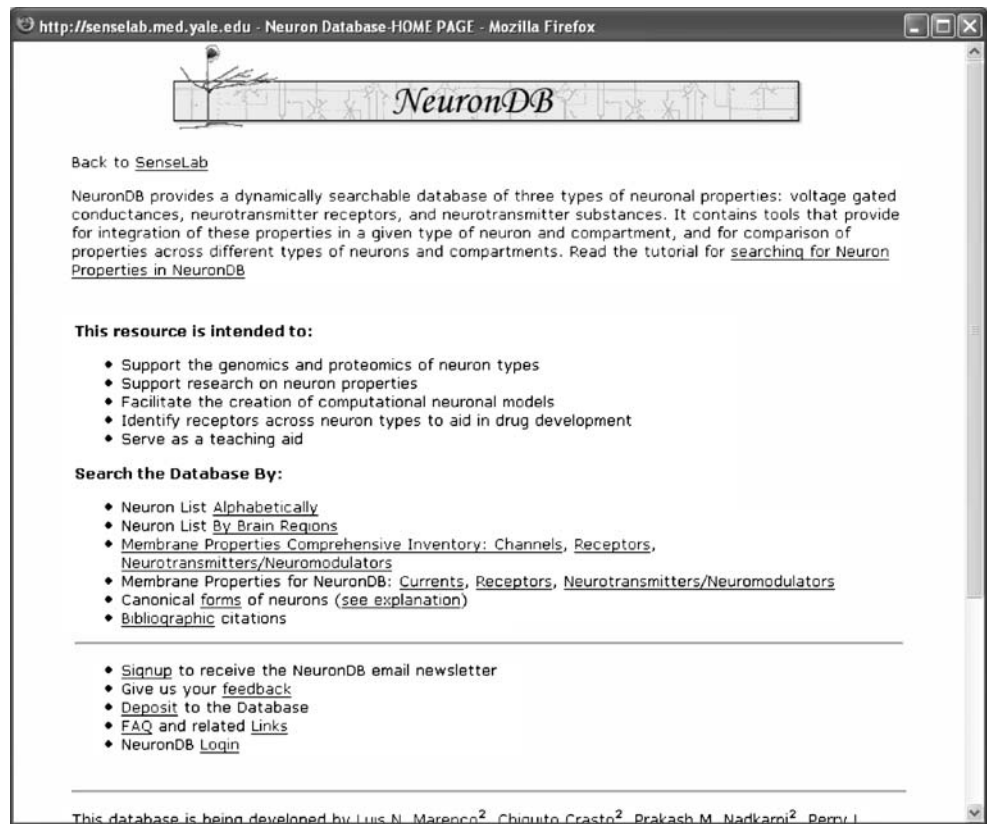 http://senselab.med.yale.edu - Neuron Database-HOME PAGE - Mozilla Firefox
NeuronDB
Back to SenseLab
NeuronDB provides a dynamically searchable database of three types of neuronal properties: voltage gated
conductances, neurotransmitter receptors, and neurotransmitter substances. It contains tools that provide
for integration of these properties in a given type of neuron and compartment, and for comparison of
properties across different types of neurons and compartments. Read the tutorial for searching for Neuron
Properties in NeuronDB
This resource is intended to:
• Support the genomics and proteomics of neuron types
• Support research on neuron properties
• Facilitate the creation of computational neuronal models
• Identify receptors across neuron types to aid in drug development
• Serve as a teaching aid
Search the Database By:
• Neuron List Alphabetically
• Neuron List By Brain Regions
• Membrane Properties Comprehensive Inventory: Channels, Receptors,
Neurotransmitters/Neuromodulators
• Membrane Properties for NeuronDB: Currents, Receptors, Neurotransmitters/Neuromodulators
• Canonical forms of neurons (see explanation)
• Bibliographic citations
• Signup to receive the NeuronDB email newsletter
• Give us your feedback
• Deposit to the Database
• FAQ and related Links
• NeuronDB Login
This database is being developed by Luis N. Marenco², Chiquito Crasto², Prakash M. Nadkarni², Perry L.